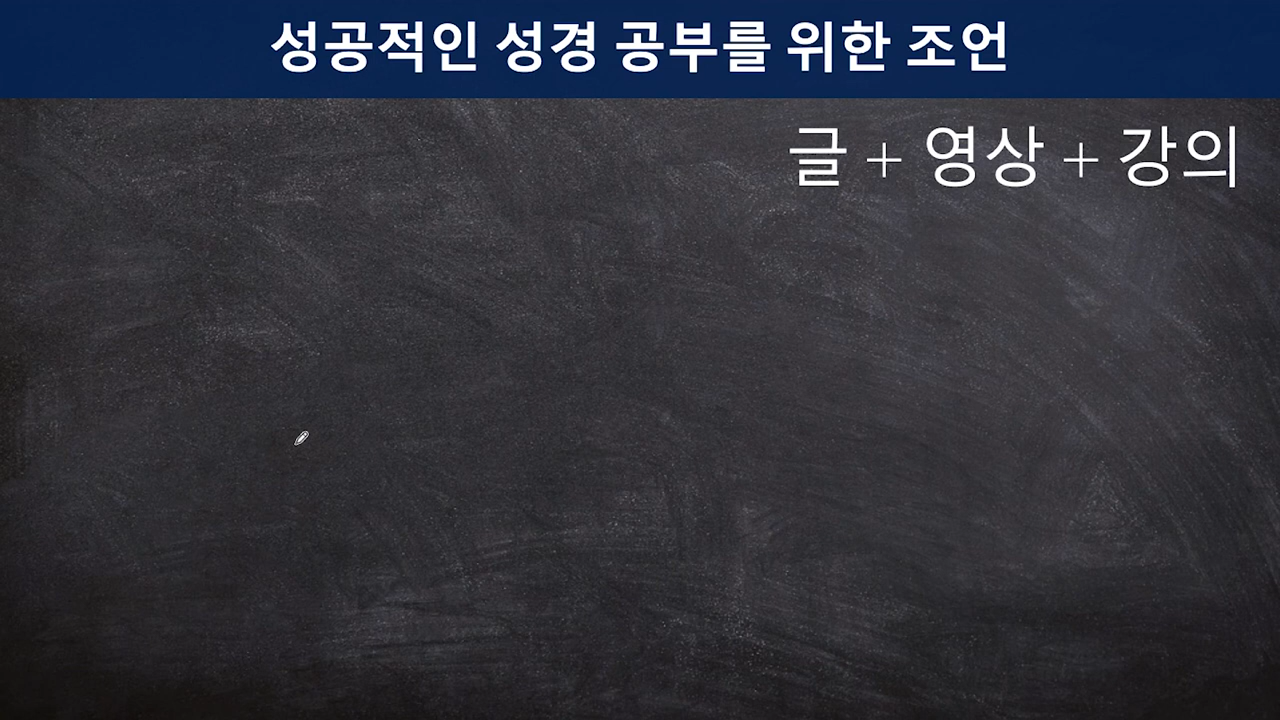 성공적인 성경 공부를 위한 조언
글 + 영상 + 강의